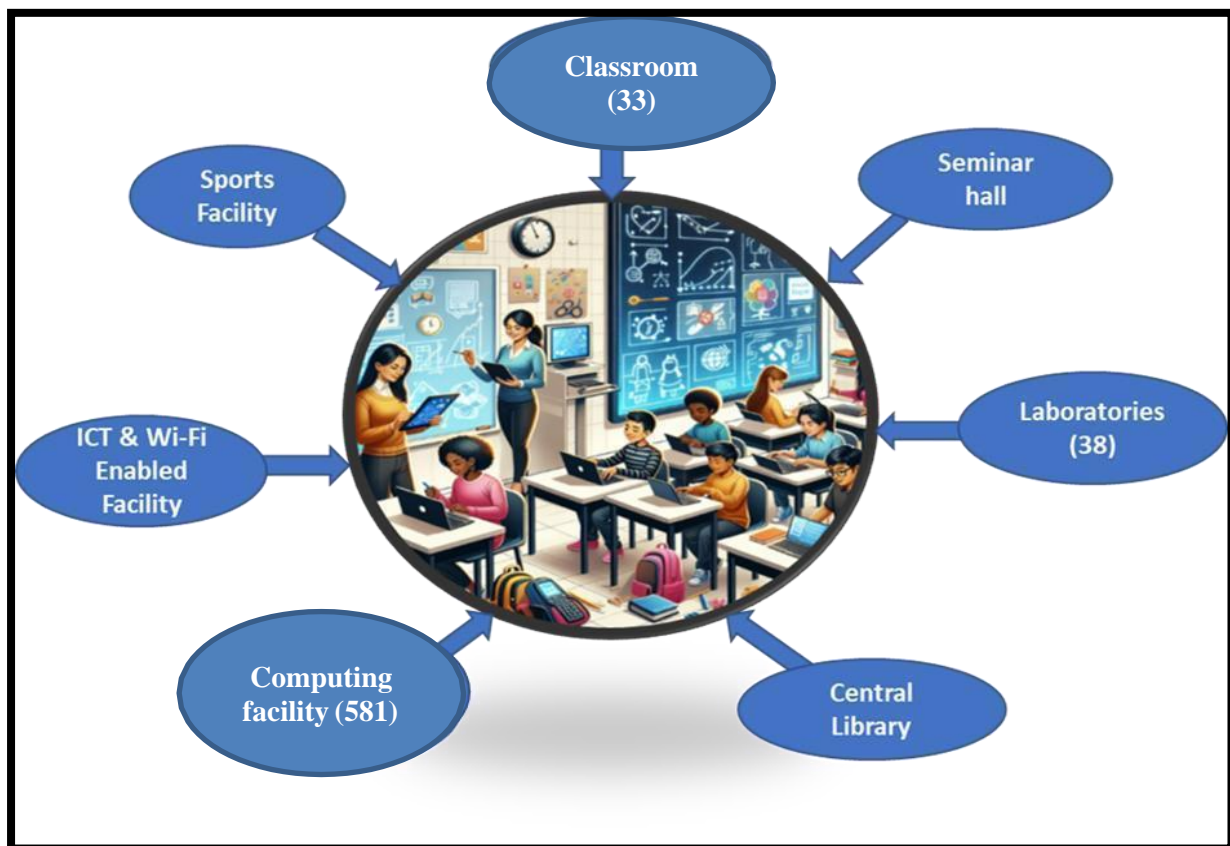 Classroom
(33)
Sports
Facility
Seminar
hall
ICT & Wi-Fi
Enabled
Facility
Laboratories
(38)
Computing
facility (581)
Central
Library